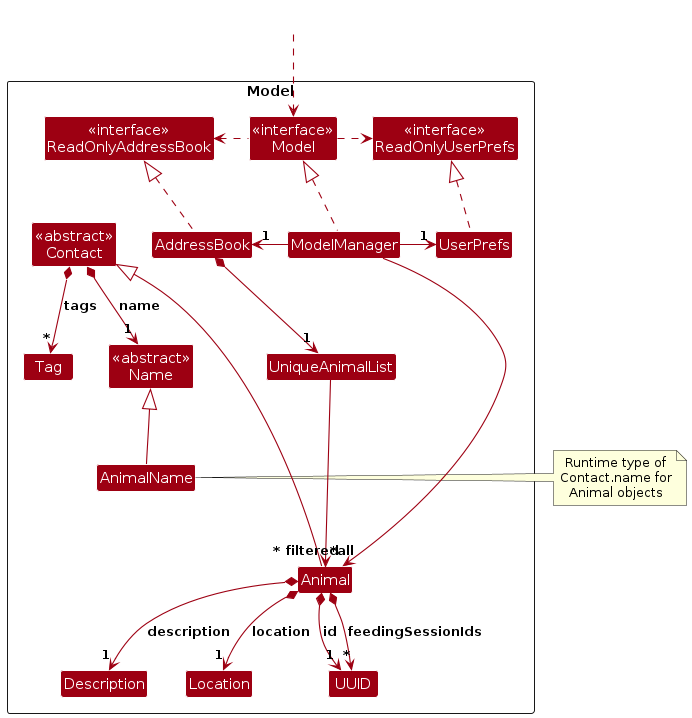 Model
«interface»
ReadOnlyAddressBook
«interface»
Model
«interface»
ReadOnlyUserPrefs
«abstract»
Contact
AddressBook
1
ModelManager
1
UserPrefs
tags
name
*
1
1
Tag
«abstract»
Name
UniqueAnimalList
AnimalName
Runtime type of
Contact.name for
Animal objects
* filtered
*
all
Animal
description
location
id
feedingSessionIds
1
1
1
*
Description
Location
UUID